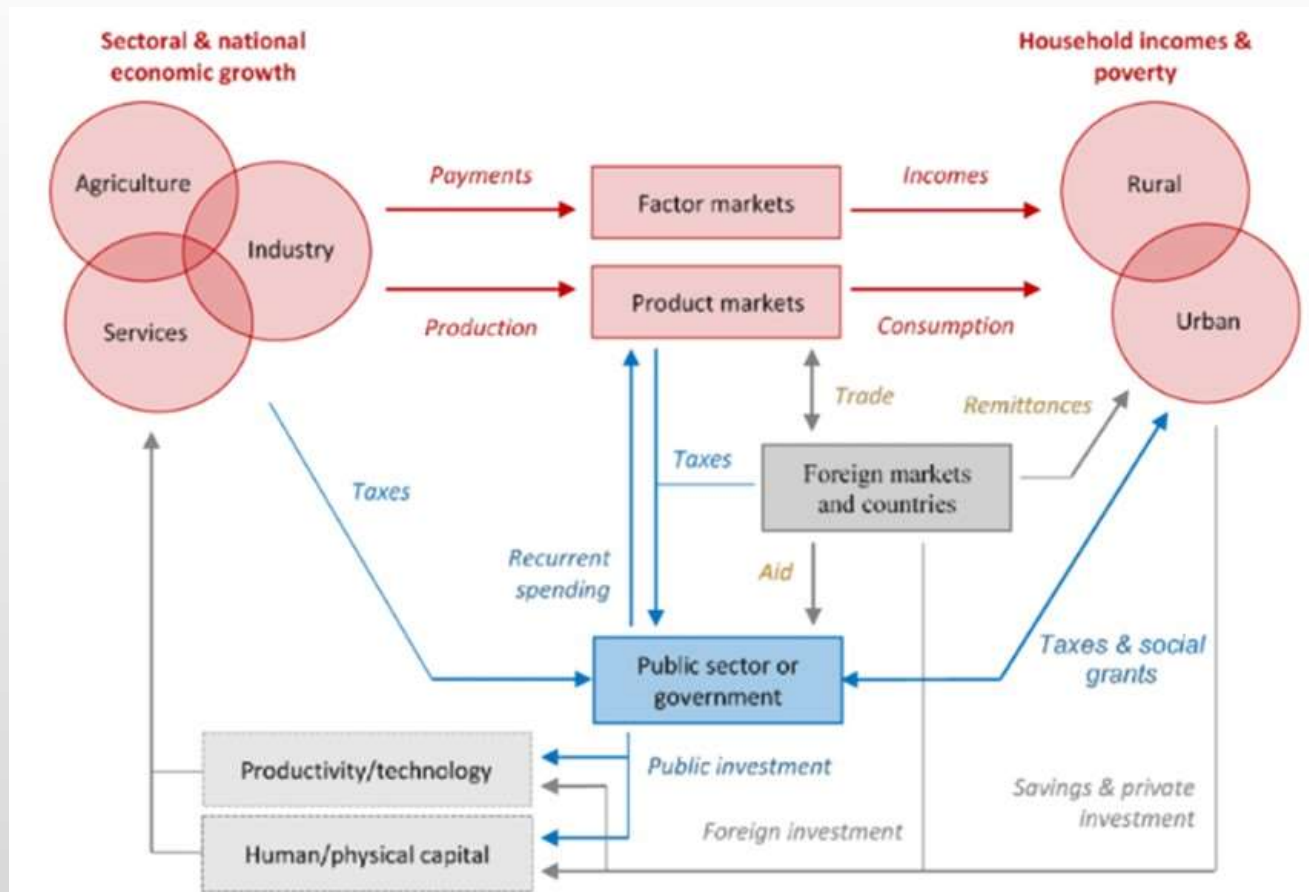 Sectoral & national
economic growth
Household incomes &
poverty
Agriculture
Industry
Services
Payments
Factor markets
Incomes
Rural
Production
Product markets
Consumption
Urban
Trade
Remittances
Taxes
Taxes
Foreign markets
and countries
Recurrent
spending
Aid
Public sector or
government
Taxes & social
grants
Productivity/technology
Public investment
Human/physical capital
Foreign investment
Savings & private
investment